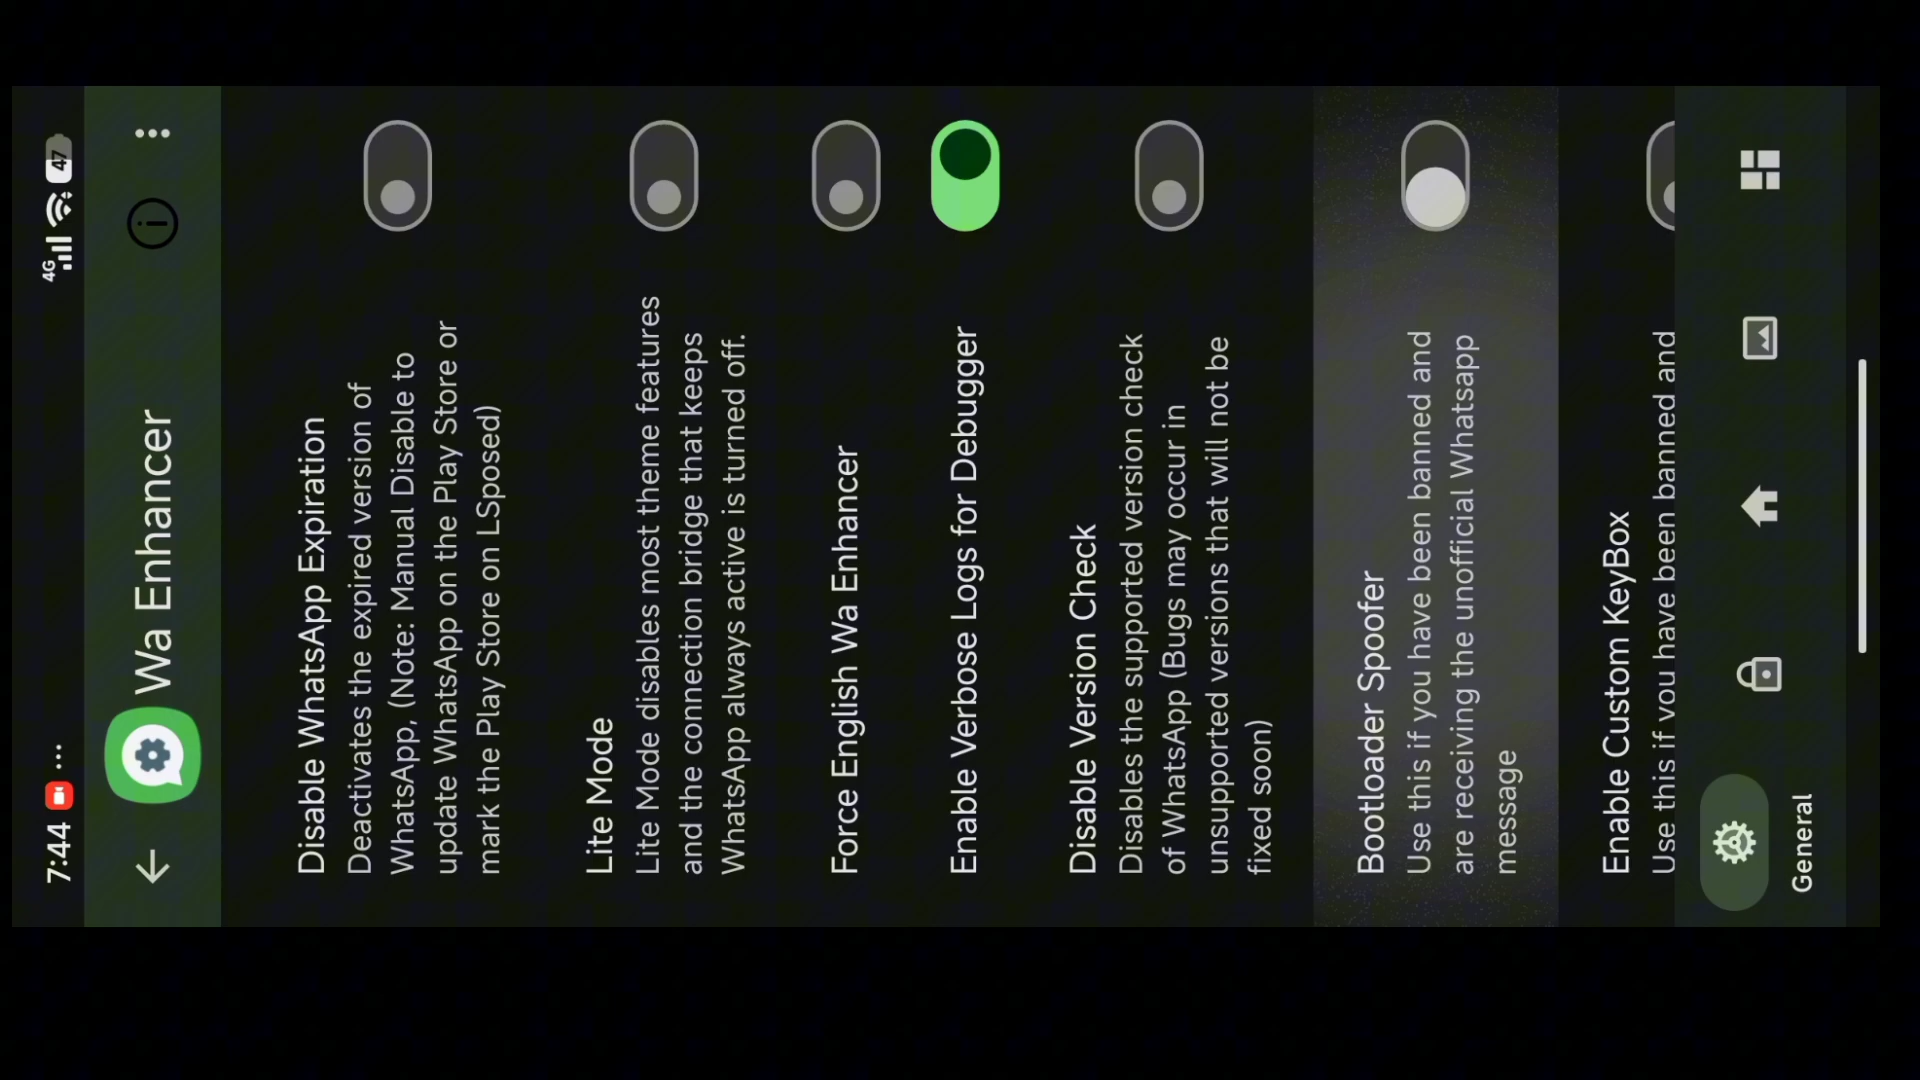 7:44 ... 4G 47
Wa Enhancer
Disable WhatsApp Expiration
Deactivates the expired version of
WhatsApp, (Note: Manual Disable to
update WhatsApp on the Play Store or
mark the Play Store on LSposed)
Lite Mode
Lite Mode disables most theme features
and the connection bridge that keeps
WhatsApp always active is turned off.
Force English Wa Enhancer
Enable Verbose Logs for Debugger
Disable Version Check
Disables the supported version check
of WhatsApp (Bugs may occur in
unsupported versions that will not be
fixed soon)
Bootloader Spoofer
Use this if you have been banned and
are receiving the unofficial Whatsapp
message
Enable Custom KeyBox
Use this if you have been banned and
General